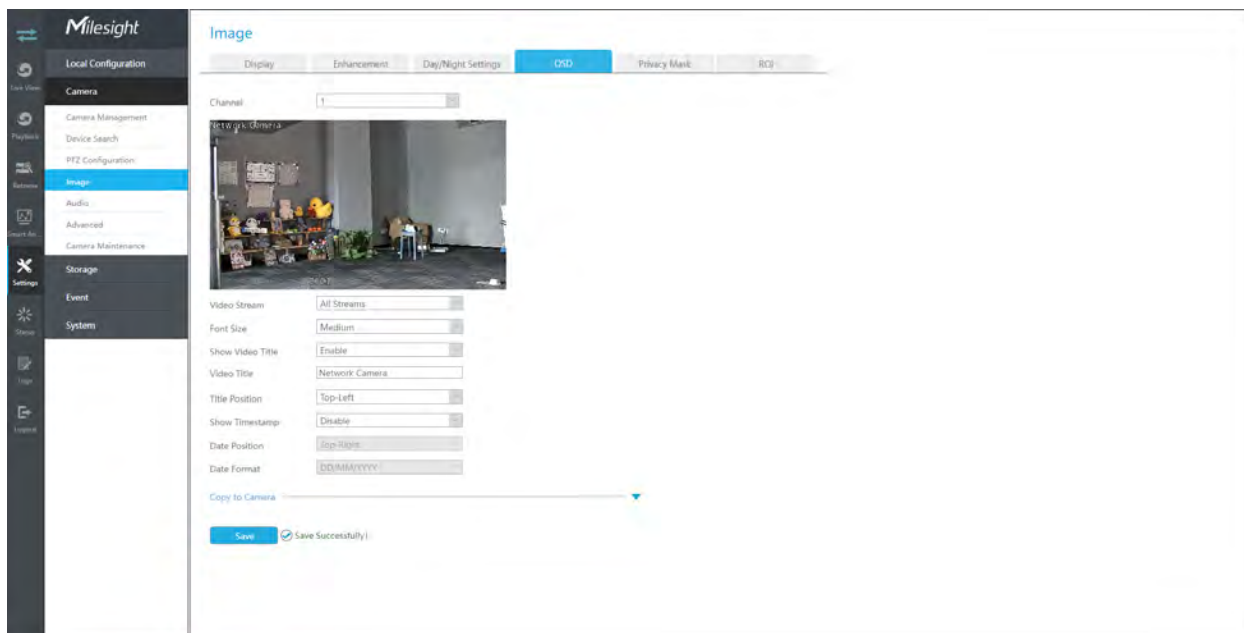 Milesight
Local Configuration
Camera
Camera Management
Device Search
PTZ Configuration
Image
Audio
Advanced
Camera Maintenance
Storage
Event
System
Live View
Playback
Retrieve
Smart An...
Settings
Status
Logs
Logout
Image
Display Enhancement Day/Night Settings OSD Privacy Mask ROI
Channel 1
Network Camera
Video Stream All Streams
Font Size Medium
Show Video Title Enable
Video Title Network Camera
Title Position Top-Left
Show Timestamp Disable
Date Position Top-Right
Date Format DD/MM/YYYY
Copy to Camera
Save Save Successfully!